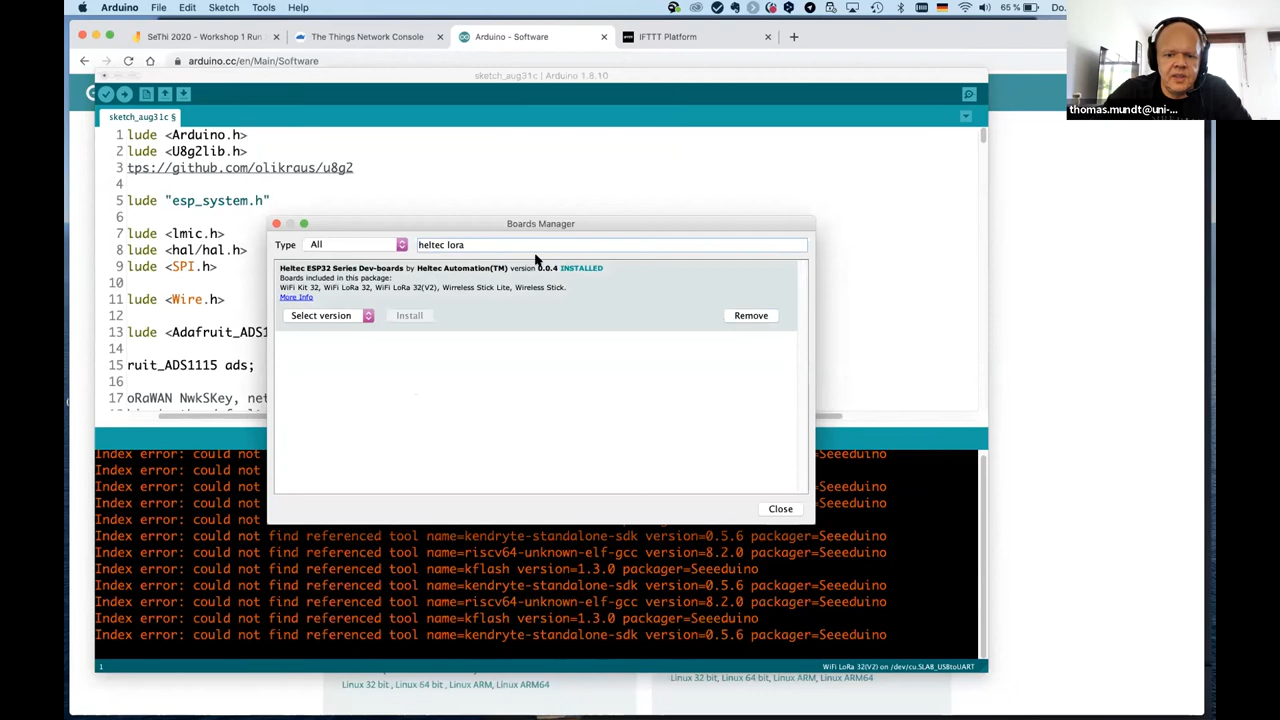 Arduino File Edit Sketch Tools Help
65 % Do.
SeThi 2020 - Workshop 1 Run
The Things Network Console
Arduino - Software
IFTTT Platform
arduino.cc/en/Main/Software
thomas.mundt@uni-...
sketch_aug31c | Arduino 1.8.10
sketch_aug31c §
1 lude <Arduino.h>
2 lude <U8g2lib.h>
3 tps://github.com/olikraus/u8g2
4
5 lude "esp_system.h"
6
7 lude <lmic.h>
8 lude <hal/hal.h>
9 lude <SPI.h>
10
11 lude <Wire.h>
12
13 lude <Adafruit_ADS1
14
15 ruit_ADS1115 ads;
16
17 oRaWAN NwkSKey, net
Boards Manager
Type All heltec lora
Heltec ESP32 Series Dev-boards by Heltec Automation(TM) version 0.0.4 INSTALLED
Boards included in this package:
WiFi Kit 32, WiFi LoRa 32, WiFi LoRa 32(V2), Wirreless Stick Lite, Wireless Stick.
More Info
Select version Install Remove
Close
Index error: could not =Seeeduino
Index error: could not
Index error: could not =Seeeduino
Index error: could not =Seeeduino
Index error: could not
Index error: could not find referenced tool name=kendryte-standalone-sdk version=0.5.6 packager=Seeeduino
Index error: could not find referenced tool name=riscv64-unknown-elf-gcc version=8.2.0 packager=Seeeduino
Index error: could not find referenced tool name=kflash version=1.3.0 packager=Seeeduino
Index error: could not find referenced tool name=kendryte-standalone-sdk version=0.5.6 packager=Seeeduino
Index error: could not find referenced tool name=riscv64-unknown-elf-gcc version=8.2.0 packager=Seeeduino
Index error: could not find referenced tool name=kflash version=1.3.0 packager=Seeeduino
Index error: could not find referenced tool name=kendryte-standalone-sdk version=0.5.6 packager=Seeeduino
1 WiFi LoRa 32(V2) on /dev/cu.SLAB_USBtoUART
Linux 32 bit, Linux 64 bit, Linux ARM, Linux ARM64
Linux 32 bit, Linux 64 bit, Linux ARM, Linux ARM64